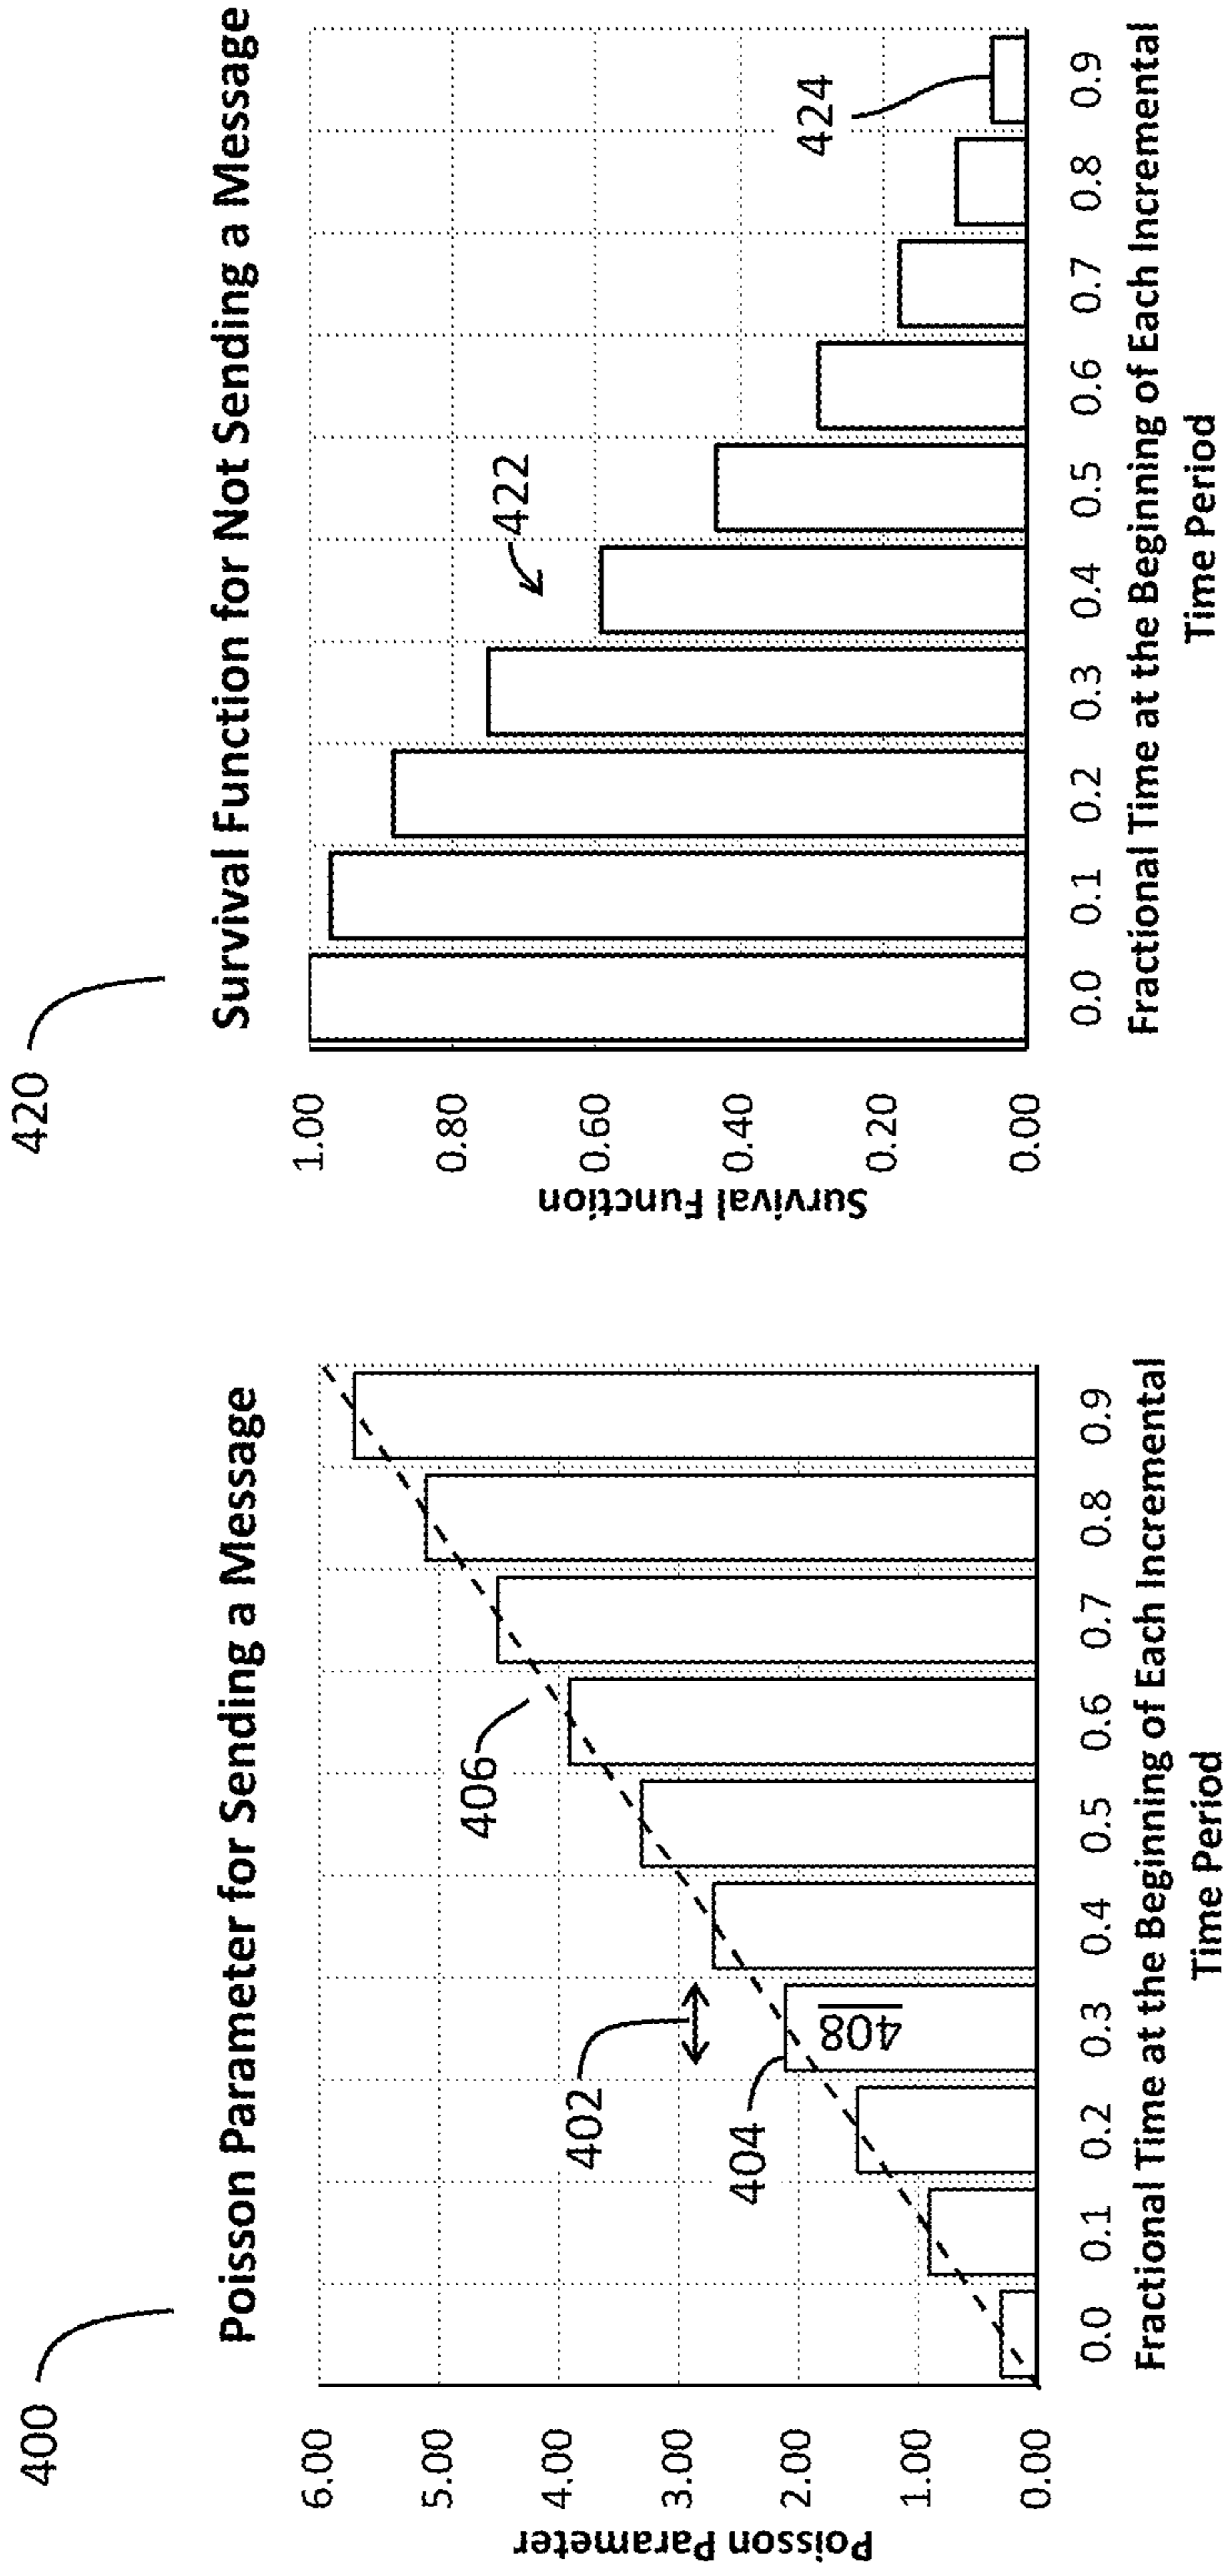 400
Poisson Parameter for Sending a Message
6.00
5.00
4.00
3.00
2.00
1.00
0.00
Poisson Parameter
402
404
406
408
0.0 0.1 0.2 0.3 0.4 0.5 0.6 0.7 0.8 0.9
Fractional Time at the Beginning of Each Incremental
Time Period
420
Survival Function for Not Sending a Message
1.00
0.80
0.60
0.40
0.20
0.00
Survival Function
422
424
0.0 0.1 0.2 0.3 0.4 0.5 0.6 0.7 0.8 0.9
Fractional Time at the Beginning of Each Incremental
Time Period